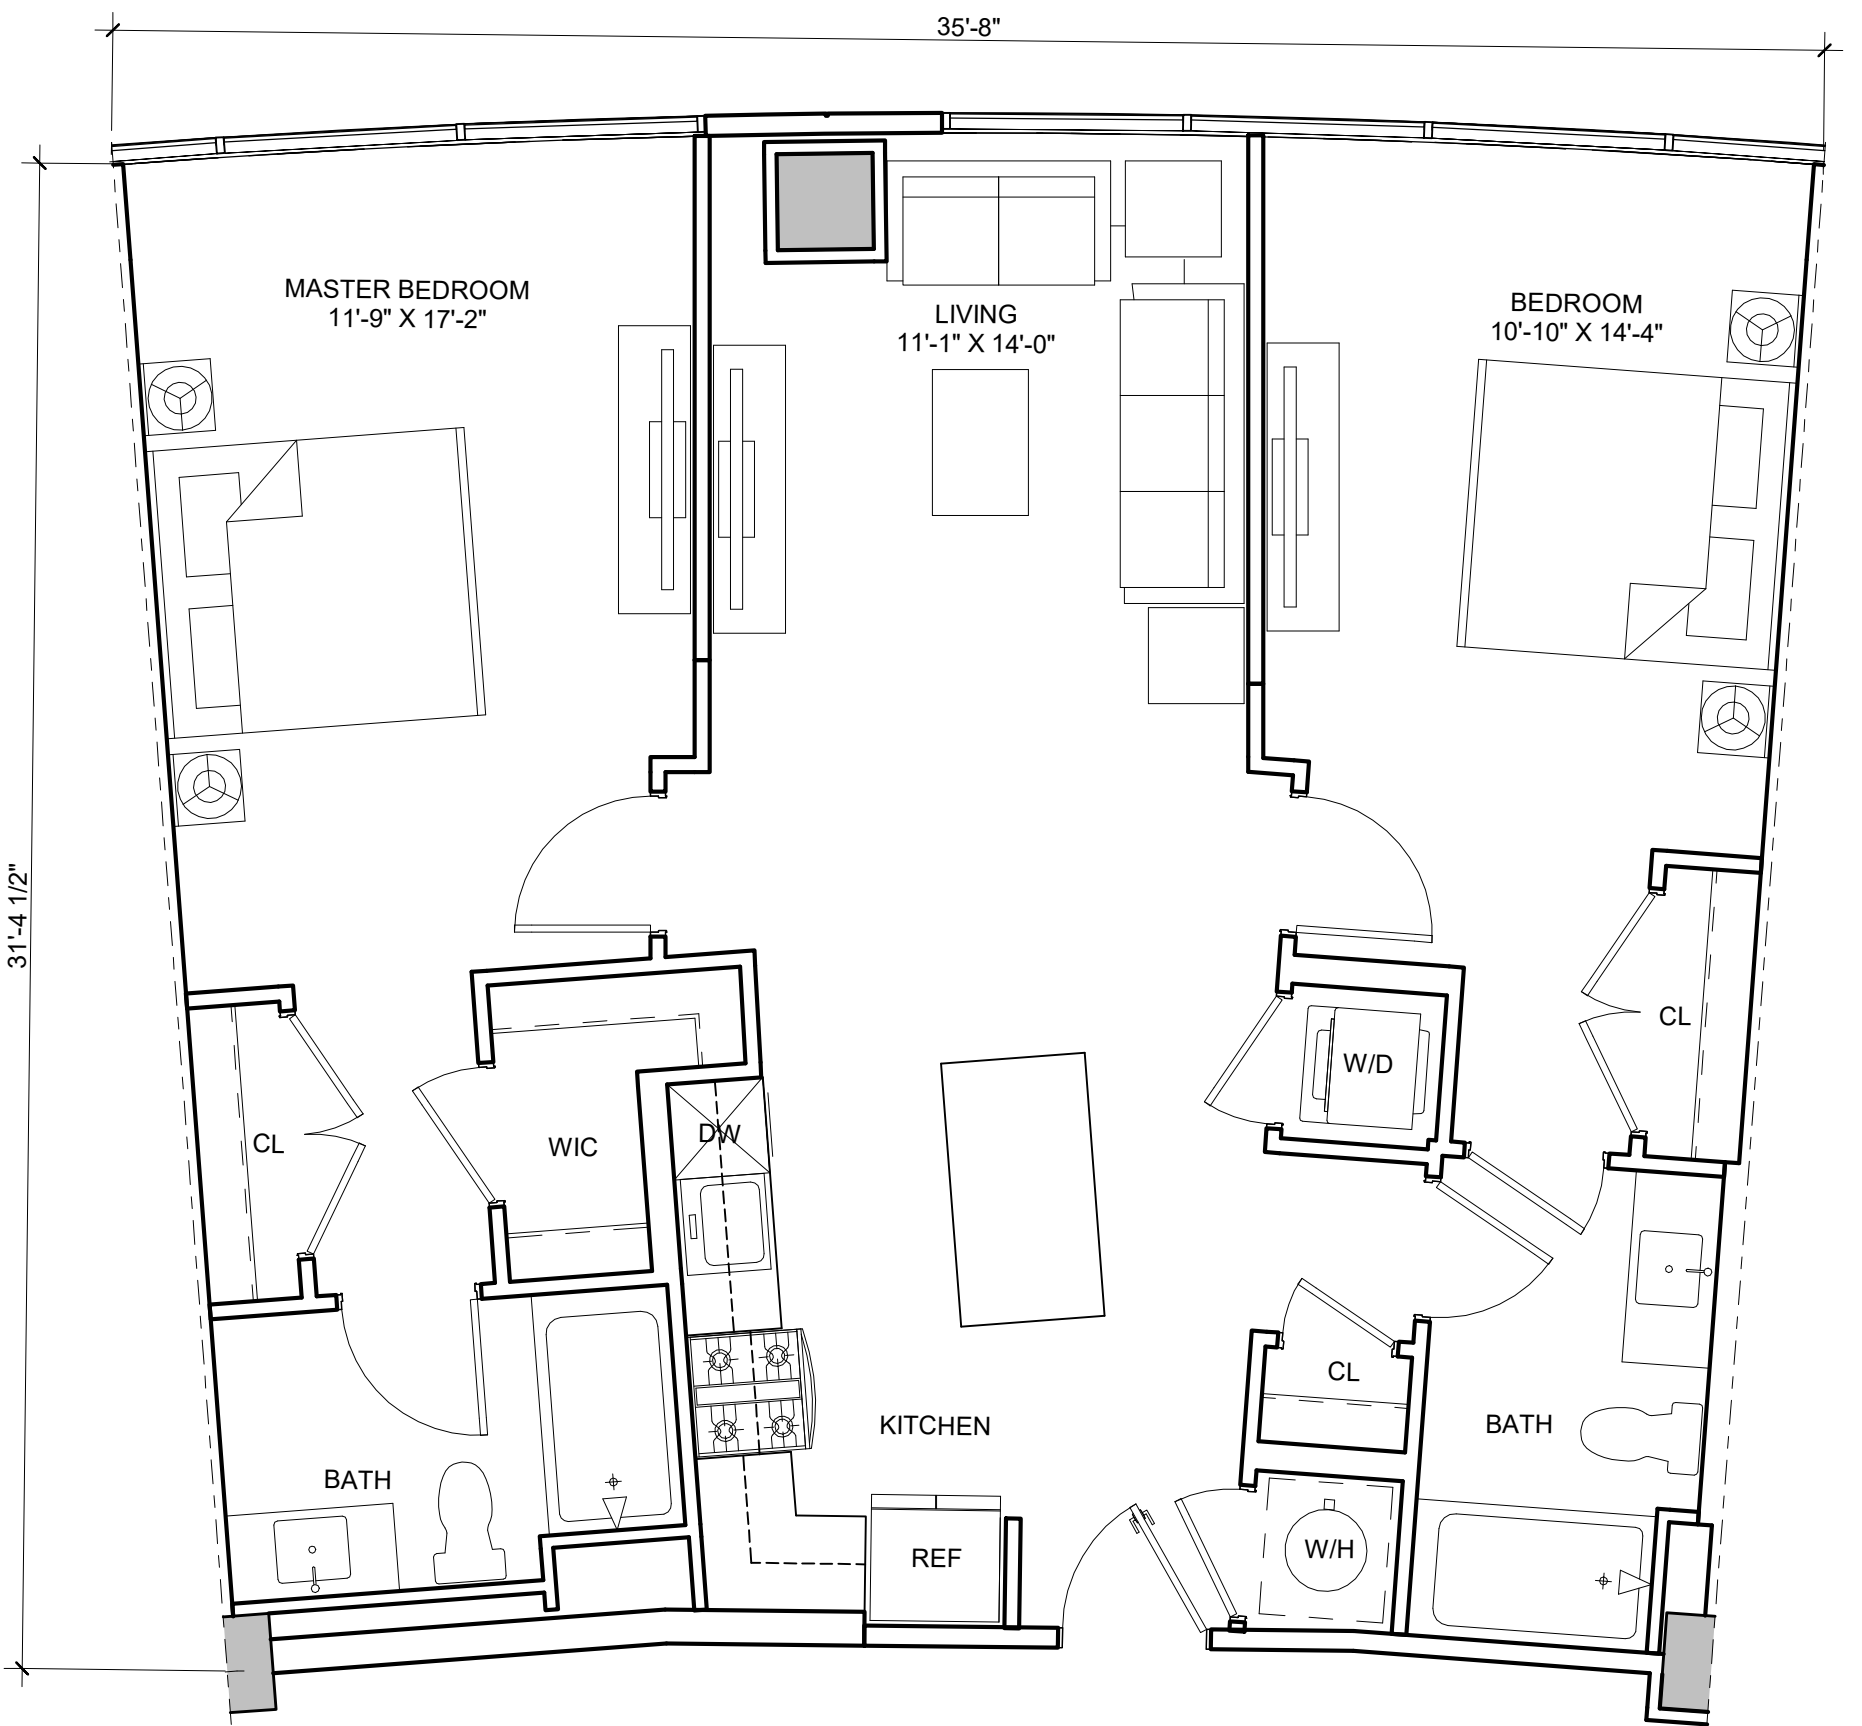 35'-8"
MASTER BEDROOM
11'-9" X 17'-2"
LIVING
11'-1" X 14'-0"
BEDROOM
10'-10" X 14'-4"
31'-4 1/2"
CL
W/D
DW
CL
WIC
CL
KITCHEN
BATH
BATH
W/H
REF